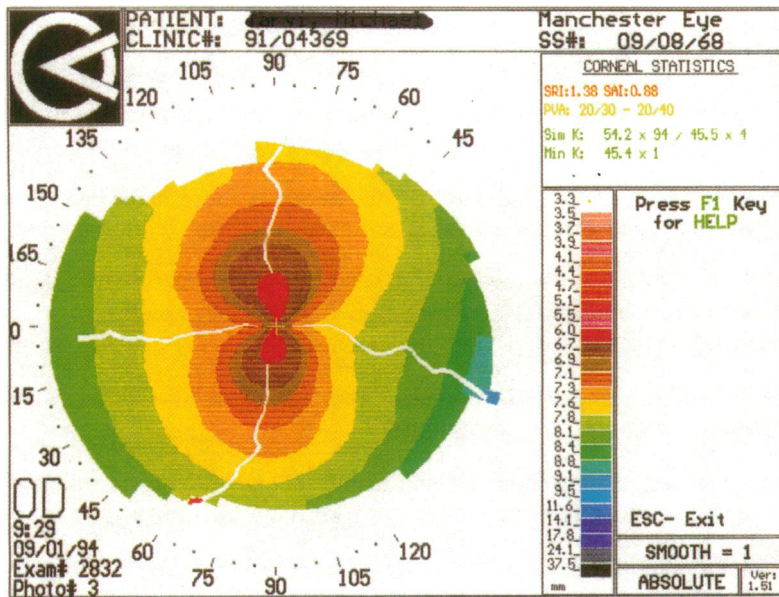 PATIENT:
CLINIC#: 91/04369
Manchester Eye
SS#: 09/08/68
105 90 75
120 60
135 45
150
165
0
15
30
45
60 120
75 90 105
OD
9:29
09/01/94
Exam# 2832
Photo# 3
CORNEAL STATISTICS
SRI:1.38 SAI:0.88
PVA: 20/30 - 20/40
Sim K: 54.2 x 94 / 45.5 x 4
Min K: 45.4 x 1
3.3
3.5
3.7
3.9
4.1
4.4
4.7
5.1
5.5
6.0
6.7
6.9
7.1
7.3
7.6
7.8
8.1
8.4
8.8
9.1
9.5
11.6
14.1
17.8
24.1
37.5
mm
Press F1 Key
for HELP
ESC- Exit
SMOOTH = 1
ABSOLUTE
Ver:
1.51